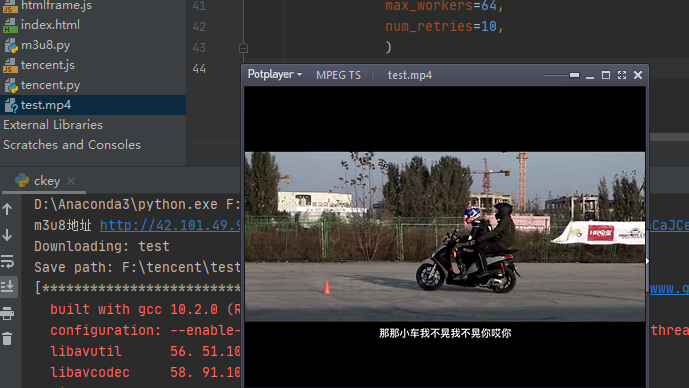 htmlframe.js
index.html
m3u8.py
tencent.js
tencent.py
test.mp4
External Libraries
Scratches and Consoles
41 max_workers=64,
42 num_retries=10,
43 )
44
Potplayer MPEG TS test.mp4
那那小车我不晃我不晃你哎你
ckey
D:\Anaconda3\python.exe F:
m3u8地址 http://42.101.49.9
CaJCe
Downloading: test
Save path: F:\tencent\test
[**************************
www.g
built with gcc 10.2.0 (R
configuration: --enable-
threa
libavutil 56. 51.10
libavcodec 58. 91.10